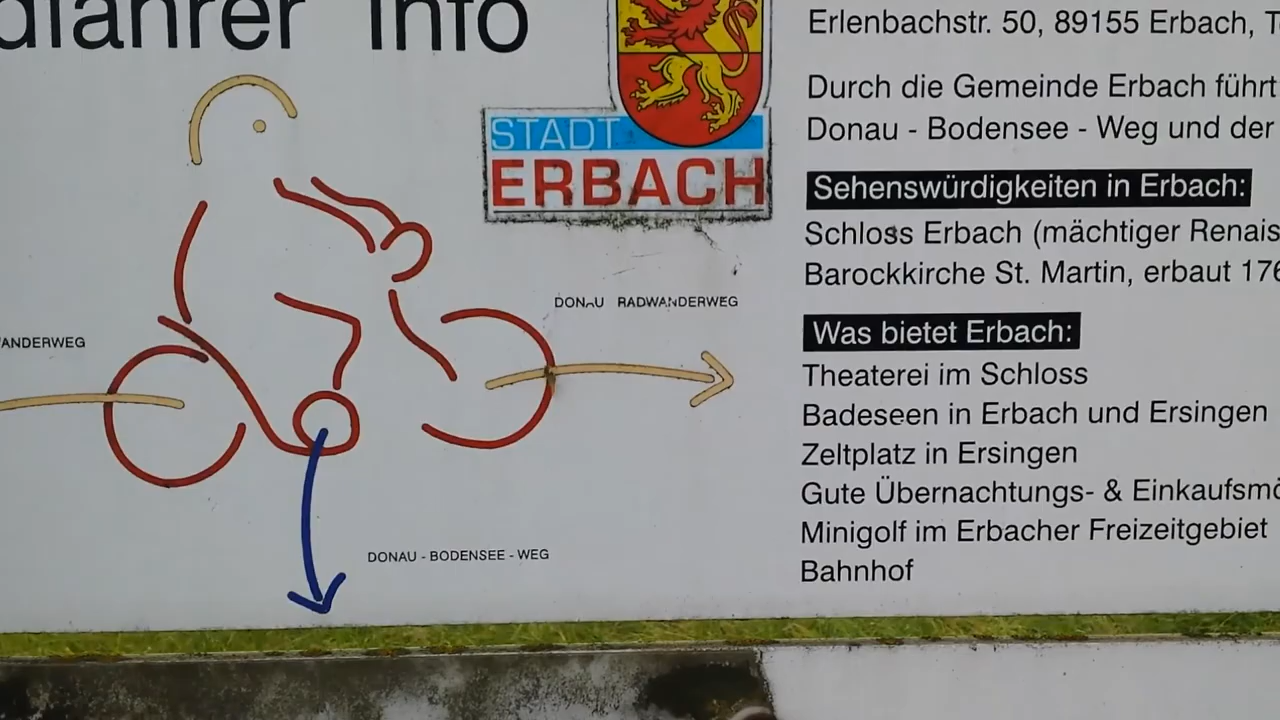 Info
STADT
ERBACH
ANDERWEG
DONAU RADWANDERWEG
DONAU - BODENSEE - WEG
Erlenbachstr. 50, 89155 Erbach,
Durch die Gemeinde Erbach führt
Donau - Bodensee - Weg und der
Sehenswürdigkeiten in Erbach:
Schloss Erbach (mächtiger Renais
Barockkirche St. Martin, erbaut 176
Was bietet Erbach:
Theaterei im Schloss
Badeseen in Erbach und Ersingen
Zeltplatz in Ersingen
Gute Übernachtungs- & Einkaufsmö
Minigolf im Erbacher Freizeitgebiet
Bahnhof